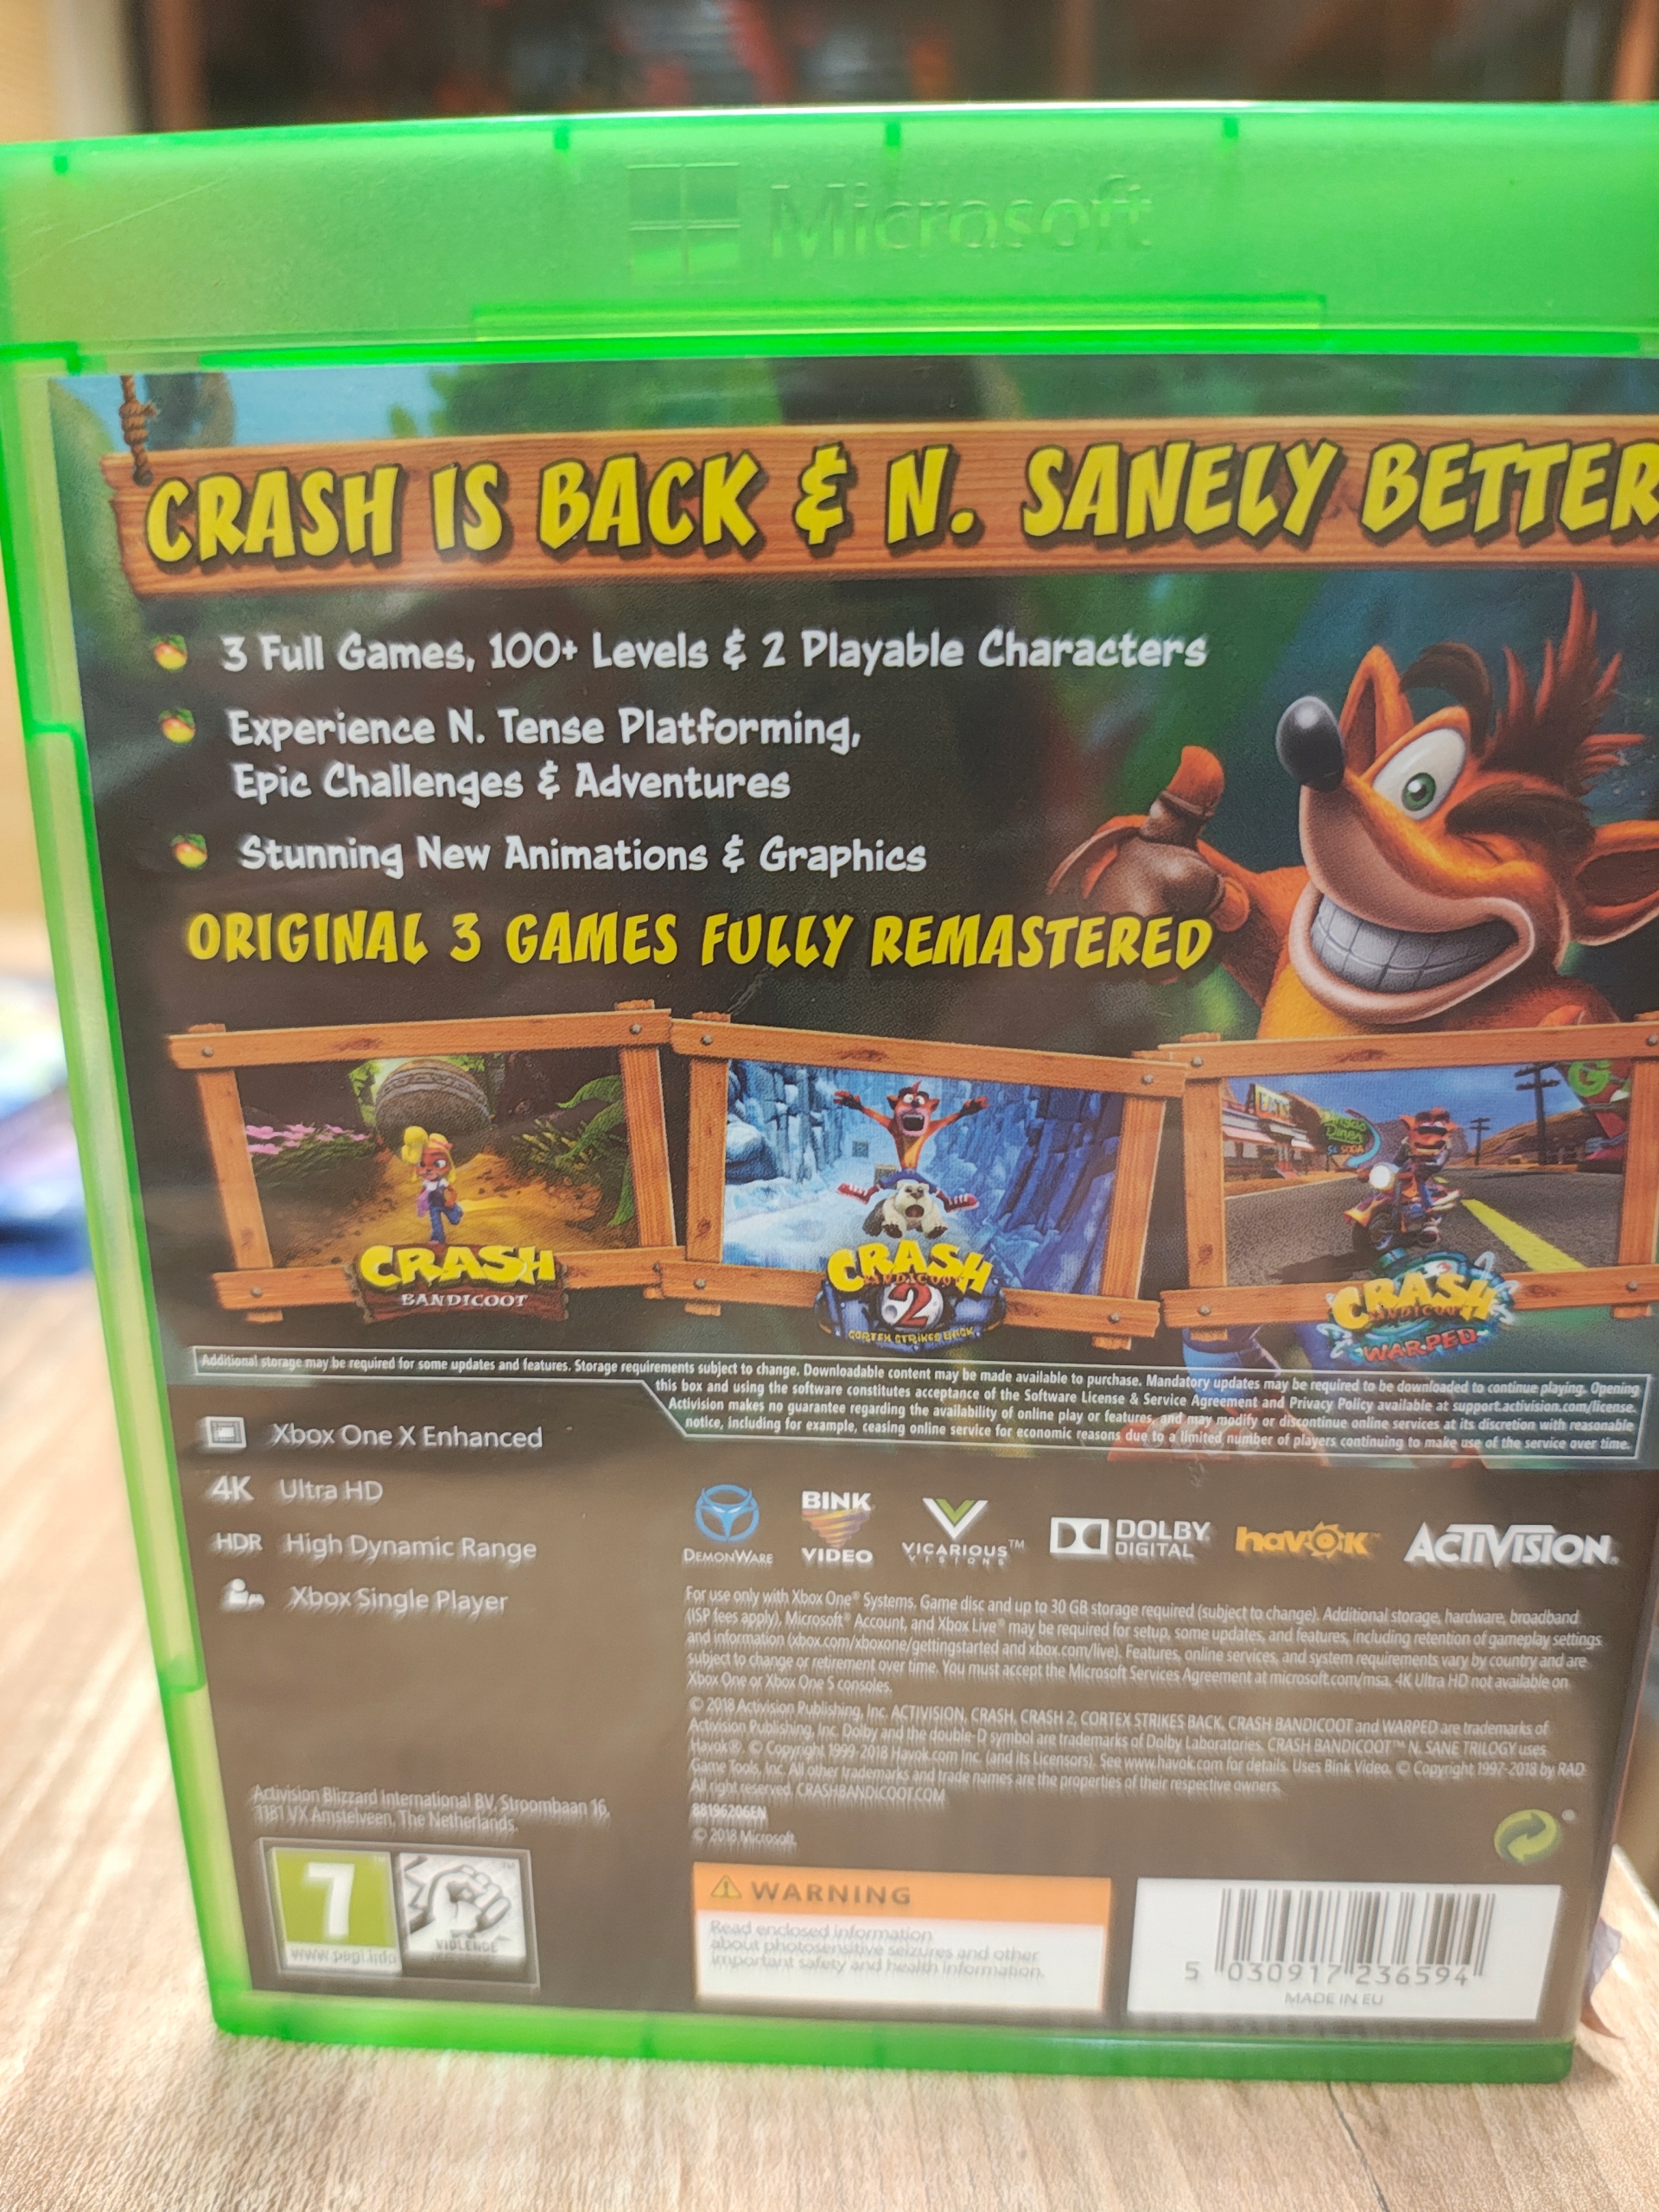 Microsoft
CRASH IS BACK & N. SANELY BETTER
3 Full Games, 100+ Levels & 2 Playable Characters
Experience N. Tense Platforming,
Epic Challenges & Adventures
Stunning New Animations & Graphics
ORIGINAL 3 GAMES FULLY REMASTERED
EATS
Diner
CRASH
BANDICOOT
CRASH
BANDICOOT
2
CORTEX STRIKES BACK
CRASH
BANDICOOT
WARPED
Additional storage may be required for some updates and features. Storage requirements subject to change. Downloadable content may be made available to purchase. Mandatory updates may be required to be downloaded to continue playing. Opening
this box and using the software constitutes acceptance of the Software License & Service Agreement and Privacy Policy available at support.activision.com/license.
Activision makes no guarantee regarding the availability of online play or features, and may modify or discontinue online services at its discretion with reasonable
notice, including for example, ceasing online service for economic reasons due to a limited number of players continuing to make use of the service over time.
Xbox One X Enhanced
4K Ultra HD
HDR High Dynamic Range
Xbox Single Player
DEMONWARE
BINK
VIDEO
VICARIOUS™
VISIONS
DOLBY
DIGITAL
havok™
ACTIVISION.
For use only with Xbox One® Systems. Game disc and up to 30 GB storage required (subject to change). Additional storage, hardware, broadband
(ISP fees apply), Microsoft® Account, and Xbox Live® may be required for setup, some updates, and features, including retention of gameplay settings
and information (xbox.com/xboxone/gettingstarted and xbox.com/live). Features, online services, and system requirements vary by country and are
subject to change or retirement over time. You must accept the Microsoft Services Agreement at microsoft.com/msa. 4K Ultra HD not available on
Xbox One or Xbox One S consoles.
© 2018 Activision Publishing, Inc. ACTIVISION, CRASH, CRASH 2, CORTEX STRIKES BACK, CRASH BANDICOOT and WARPED are trademarks of
Activision Publishing, Inc. Dolby and the double-D symbol are trademarks of Dolby Laboratories. CRASH BANDICOOT™ N. SANE TRILOGY uses
Havok®. © Copyright 1999-2018 Havok.com Inc. (and its Licensors). See www.havok.com for details. Uses Bink Video. © Copyright 1997-2018 by RAD
Game Tools, Inc. All other trademarks and trade names are the properties of their respective owners.
All right reserved. CRASHBANDICOOT.COM
88196206EN
© 2018 Microsoft.
Activision Blizzard International BV, Stroombaan 16,
1181 VX Amstelveen, The Netherlands.
7
www.pegi.info
VIOLENCE
WARNING
Read enclosed information
about photosensitive seizures and other
important safety and health information.
5 030917 236594
MADE IN EU